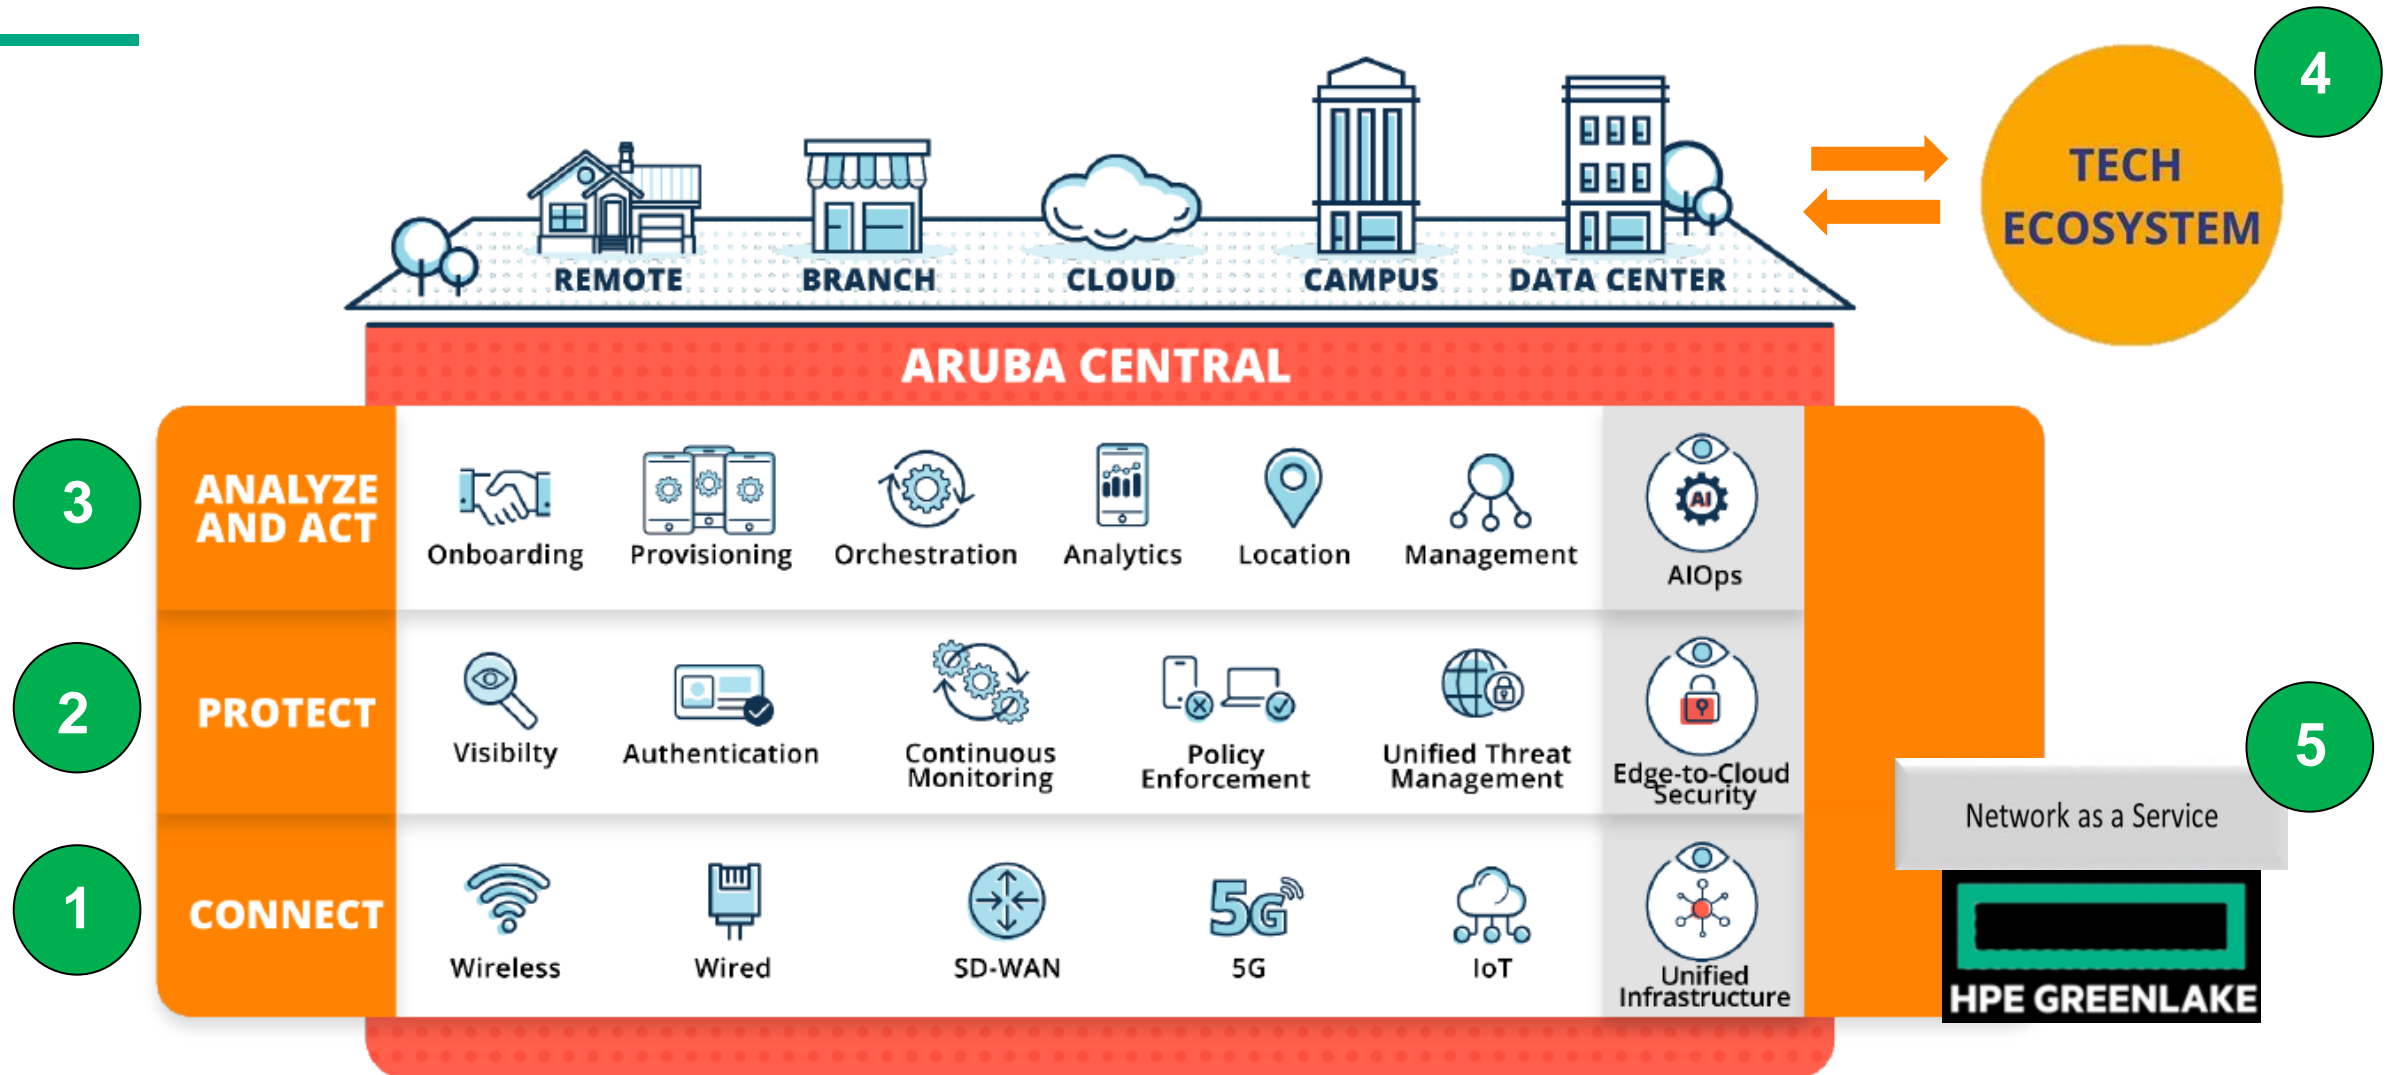 4
TECH
ECOSYSTEM
REMOTE
BRANCH
CLOUD
CAMPUS
DATA CENTER
ARUBA CENTRAL
3
ANALYZE
AND ACT
Onboarding
Provisioning
Orchestration
Analytics
Location
Management
AI
AIOps
2
PROTECT
Visibilty
Authentication
Continuous
Monitoring
Policy
Enforcement
Unified Threat
Management
Edge-to-Cloud
Security
5
Network as a Service
1
CONNECT
Wireless
Wired
SD-WAN
5G
5G
IoT
Unified
Infrastructure
HPE GREENLAKE